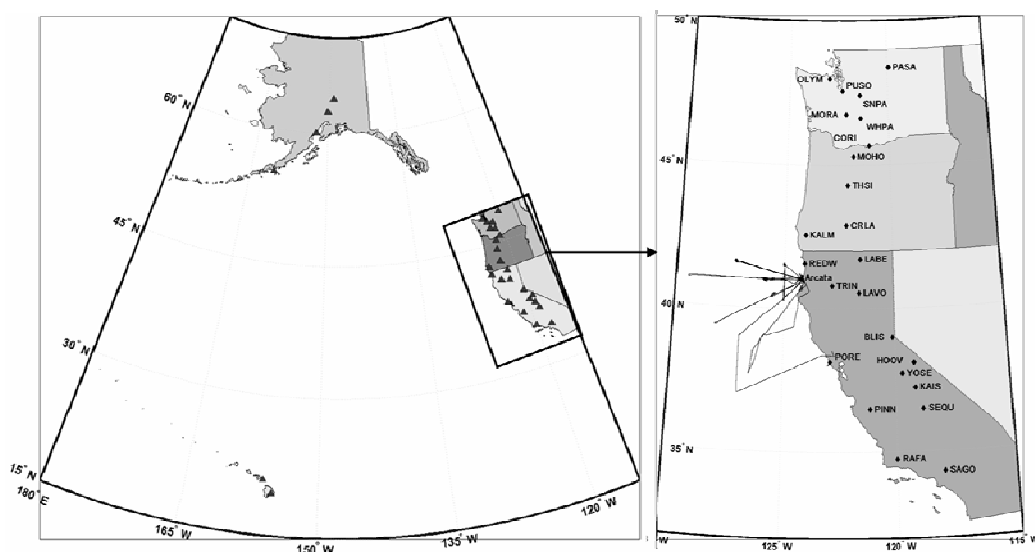 60° N
45° N
30° N
15° N
180° E
165° W
150° W
135° W
120° W
50° N
45° N
40° N
35° N
125° W
120° W
PASA
OLYM
PUSO
SNPA
MORA
WHPA
CORI
MOHO
THSI
CRLA
KALM
REDW
LABE
Arcata
TRIN
LAVO
BLIS
PORE
HOOV
YOSE
KAIS
PINN
SEQU
RAFA
SAGO